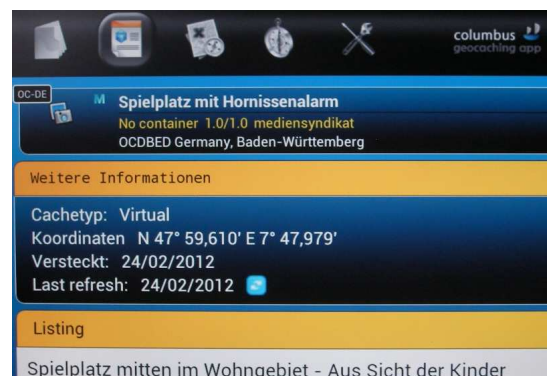 columbus
geocaching app
OC-DE
M Spielplatz mit Hornissenalarm
No container 1.0/1.0 mediensyndikat
OCDBED Germany, Baden-Württemberg
Weitere Informationen
Cachetyp: Virtual
Koordinaten N 47° 59,610' E 7° 47,979'
Versteckt: 24/02/2012
Last refresh: 24/02/2012
Listing
Spielplatz mitten im Wohngebiet - Aus Sicht der Kinder